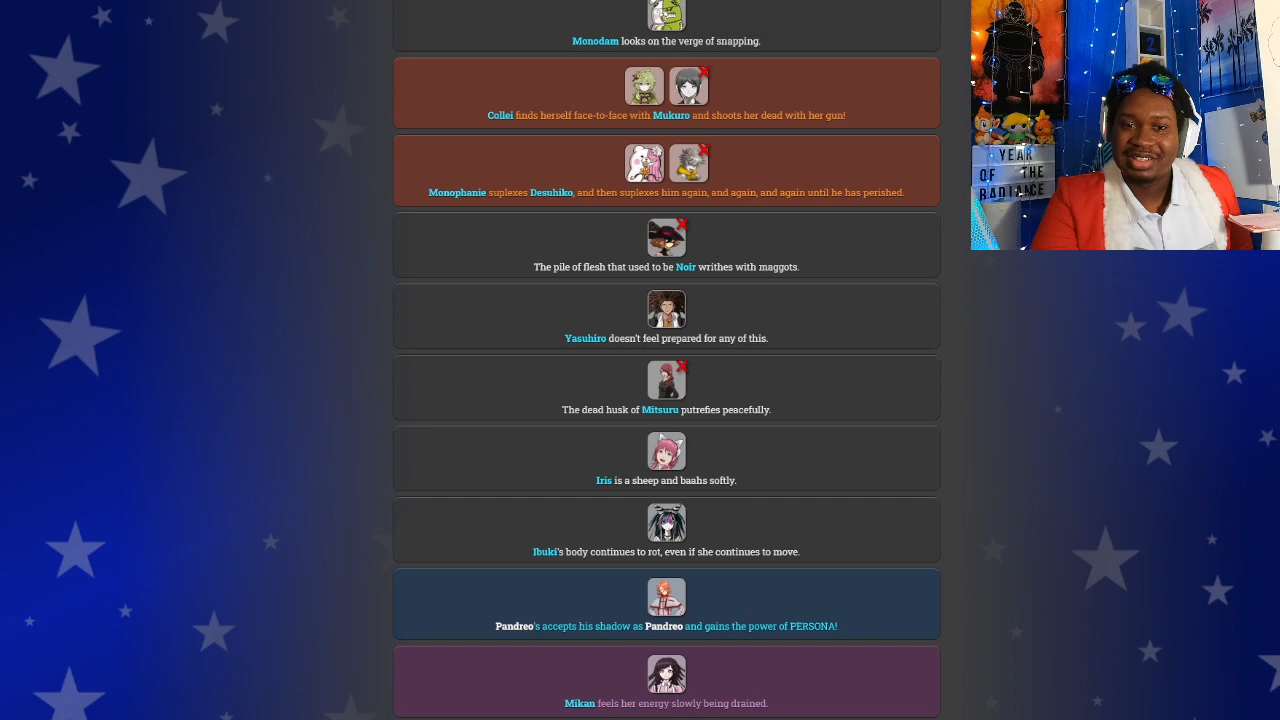 Monodam looks on the verge of snapping.
Collei finds herself face-to-face with Mukuro and shoots her dead with her gun!
Monophanie suplexes Desuhiko, and then suplexes him again, and again, and again until he has perished.
The pile of flesh that used to be Noir writhes with maggots.
Yasuhiro doesn't feel prepared for any of this.
The dead husk of Mitsuru putrefies peacefully.
Iris is a sheep and baahs softly.
Ibuki's body continues to rot, even if she continues to move.
Pandreo's accepts his shadow as Pandreo and gains the power of PERSONA!
Mikan feels her energy slowly being drained.
2
YEAR
OF THE
RADIANCE